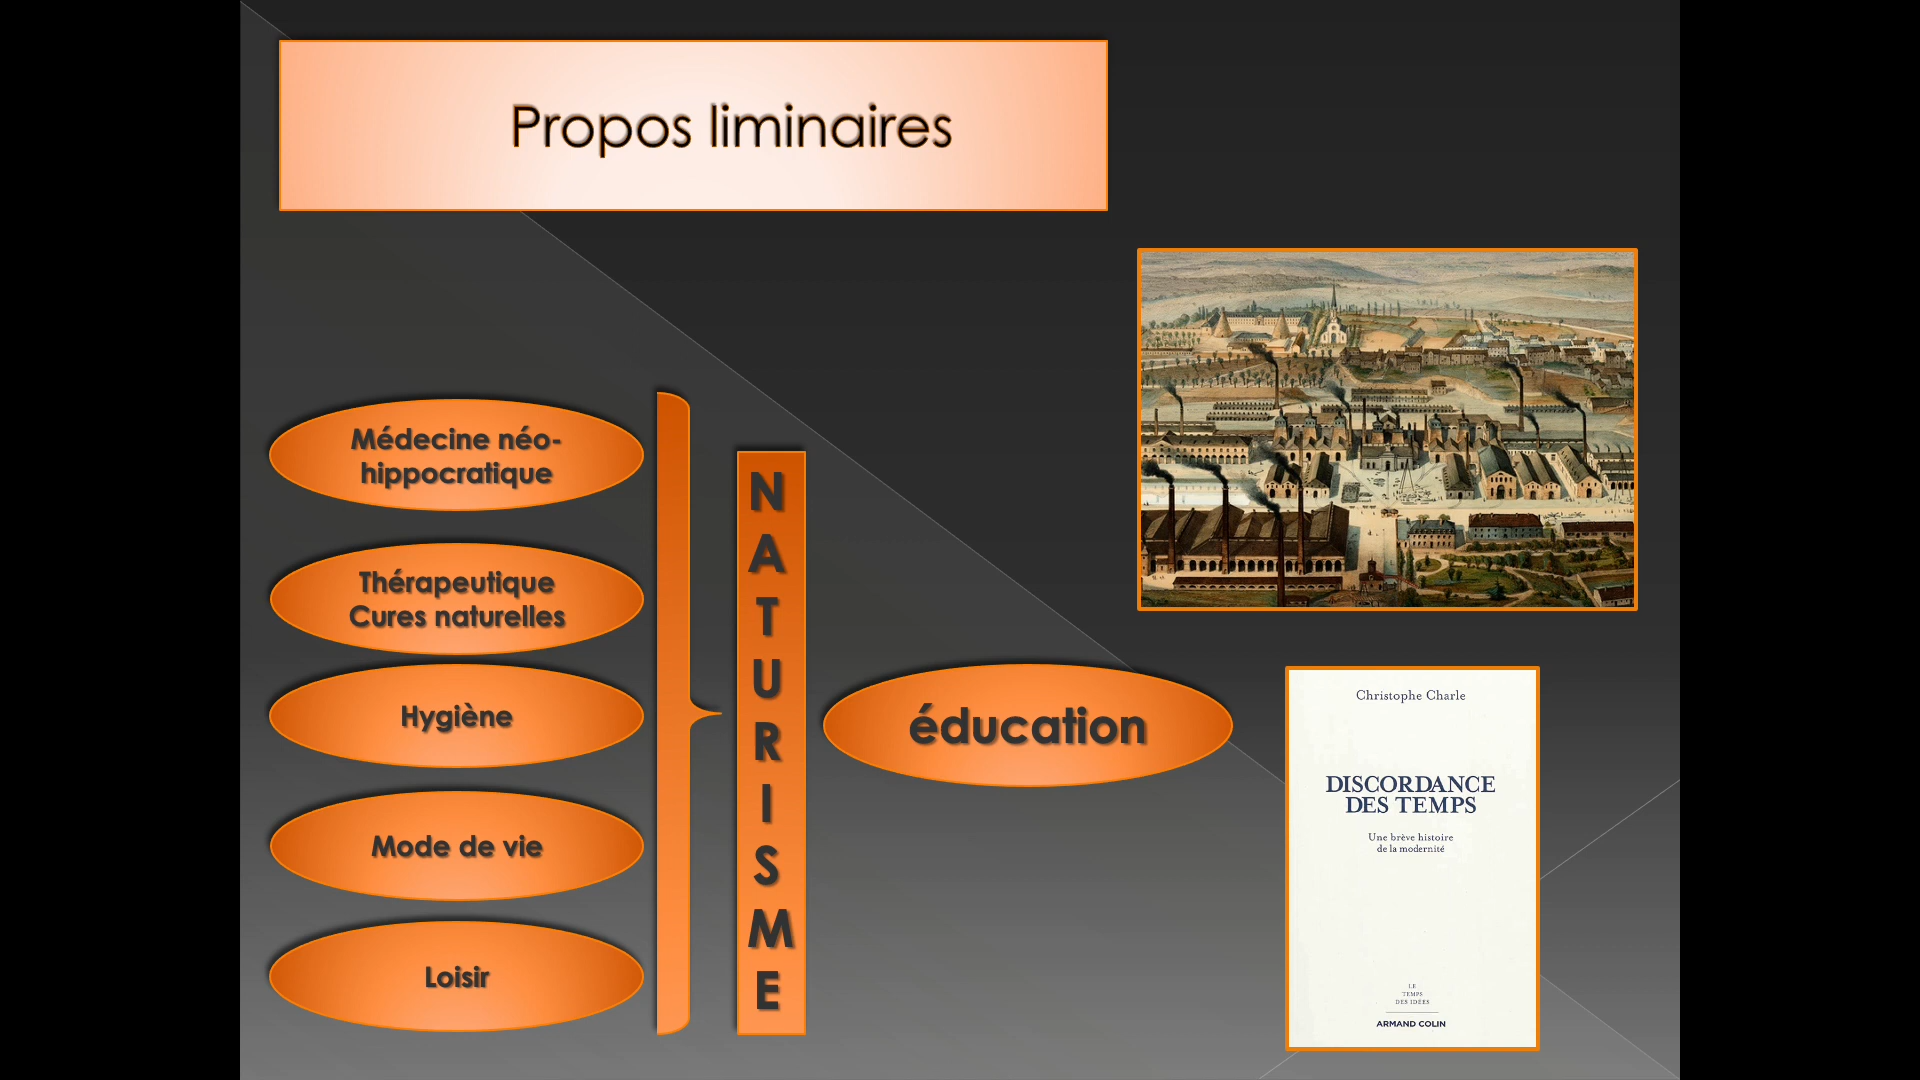 Propos liminaires
Médecine néo-
hippocratique
Thérapeutique
Cures naturelles
Hygiène
Mode de vie
Loisir
N
A
T
U
R
I
S
M
E
éducation
Christophe Charle
DISCORDANCE
DES TEMPS
Une brève histoire
de la modernité
LE
TEMPS
DES IDÉES
ARMAND COLIN